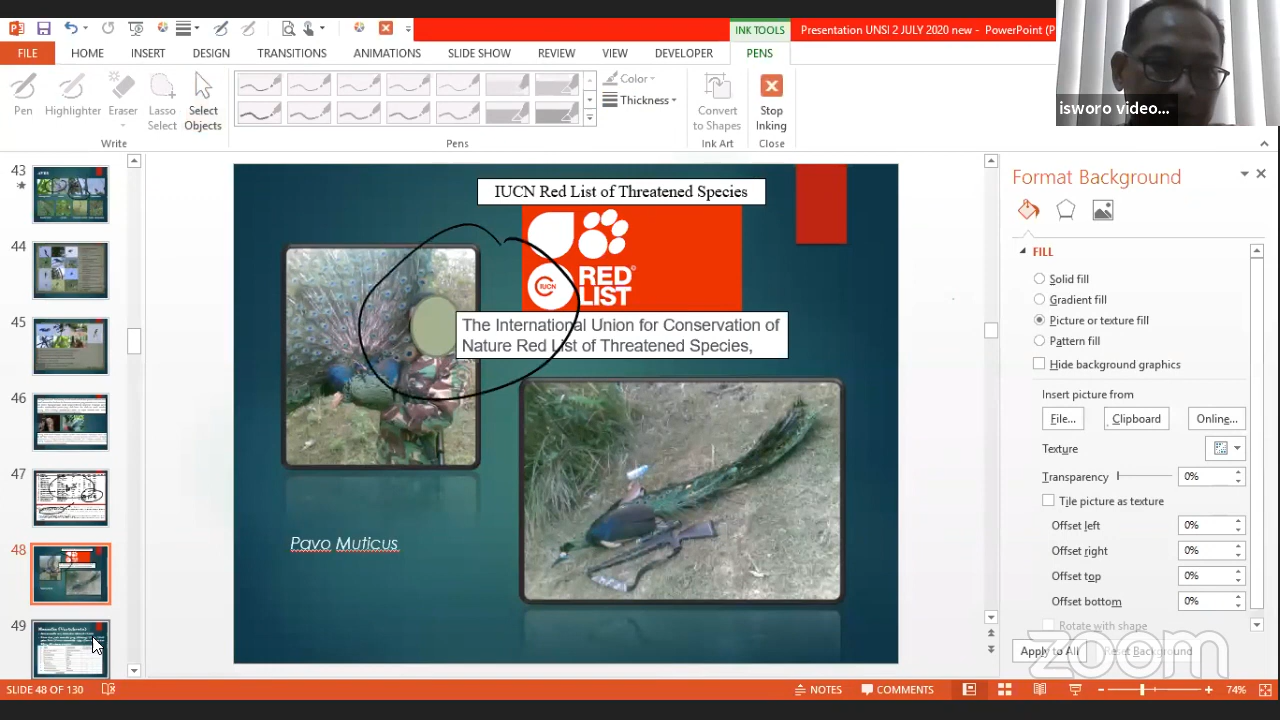 INK TOOLS
Presentation UNSI 2 JULY 2020 new - PowerPoint (P
FILE
HOME
INSERT
DESIGN
TRANSITIONS
ANIMATIONS
SLIDE SHOW
REVIEW
VIEW
DEVELOPER
PENS
isworo video...
Pen
Highlighter
Eraser
Lasso
Select
Select
Objects
Color
Thickness
Convert
to Shapes
Stop
Inking
Write
Pens
Ink Art
Close
43
44
45
46
47
48
49
IUCN Red List of Threatened Species
IUCN
RED
LIST
The International Union for Conservation of
Nature Red List of Threatened Species,
Pavo Muticus
Format Background
FILL
Solid fill
Gradient fill
Picture or texture fill
Pattern fill
Hide background graphics
Insert picture from
File...
Clipboard
Online...
Texture
Transparency
0%
Tile picture as texture
Offset left
0%
Offset right
0%
Offset top
0%
Offset bottom
0%
Rotate with shape
Apply to All
Reset Background
zoom
SLIDE 48 OF 130
NOTES
COMMENTS
74%